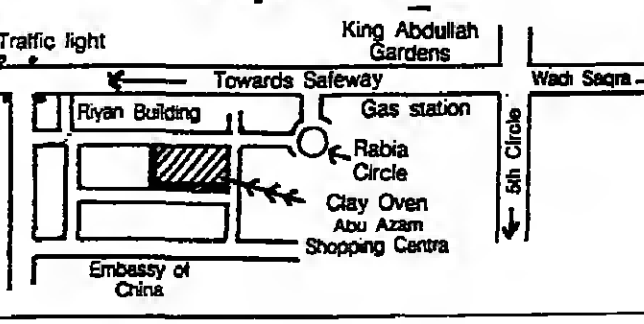 King Abdullah
Gardens
Traffic light
Towards Safeway
Wadi Saqra
Riyan Building
Gas station
5th Circle
Rabia
Circle
Clay Oven
Abu Azam
Shopping Centra
Embassy of
China